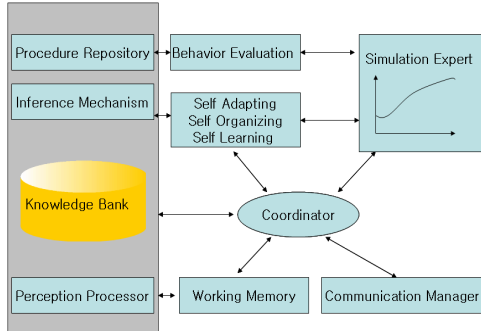 Procedure Repository
Behavior Evaluation
Simulation Expert
Inference Mechanism
Self Adapting
Self Organizing
Self Learning
Knowledge Bank
Coordinator
Perception Processor
Working Memory
Communication Manager